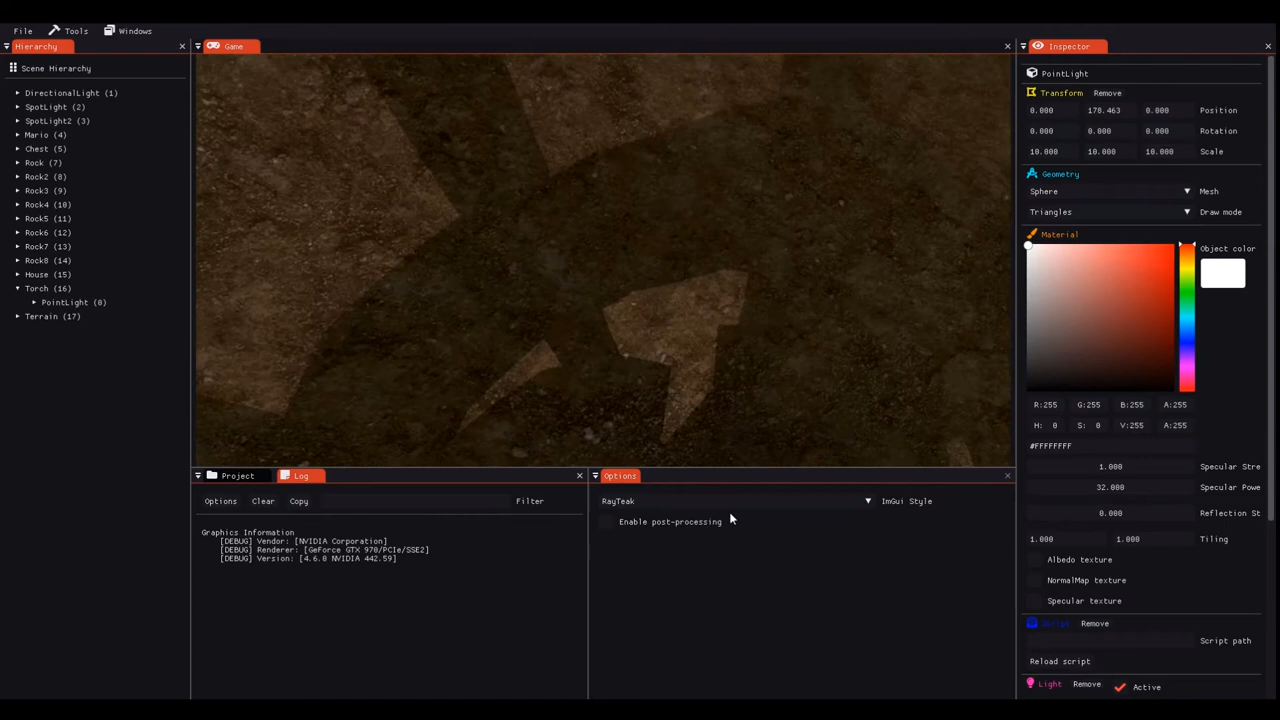 File Tools Windows
Hierarchy
Scene Hierarchy
DirectionalLight (1)
SpotLight (2)
SpotLight2 (3)
Mario (4)
Chest (5)
Rock (7)
Rock2 (8)
Rock3 (9)
Rock4 (10)
Rock5 (11)
Rock6 (12)
Rock7 (13)
Rock8 (14)
House (15)
Torch (16)
PointLight (0)
Terrain (17)
Game
Project Log
Options Clear Copy Filter
Graphics Information
[DEBUG] Vendor: [NVIDIA Corporation]
[DEBUG] Renderer: [GeForce GTX 970/PCIe/SSE2]
[DEBUG] Version: [4.6.0 NVIDIA 442.59]
Options
RayTeak ImGui Style
Enable post-processing
Inspector
PointLight
Transform Remove
0.000 178.463 0.000 Position
0.000 0.000 0.000 Rotation
10.000 10.000 10.000 Scale
Geometry
Sphere Mesh
Triangles Draw mode
Material
Object color
R:255 G:255 B:255 A:255
H: 0 S: 0 V:255 A:255
#FFFFFFFF
1.000 Specular Stre
32.000 Specular Powe
0.000 Reflection St
1.000 1.000 Tiling
Albedo texture
NormalMap texture
Specular texture
Script Remove
Script path
Reload script
Light Remove Active